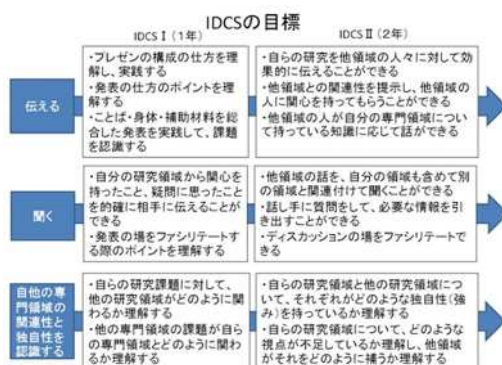 IDCSの目標
IDCS I (1年)
IDCS II (2年)
伝える
・プレゼンの構成の仕方を理
解し、実践する
・発表の仕方のポイントを理
解する
・ことば・身体・補助材料を総
合した発表を実践して、課題
を認識する
・自らの研究を他領域の人々に対して効
果的に伝えることができる
・他領域との関連性を提示し、他領域の
人に関心を持ってもらうことができる
・他領域の人が自分の専門領域につい
て持っている知識に応じて話ができる
聞く
・自分の研究領域から関心を
持ったこと、疑問に思ったこと
を的確に相手に伝えることが
できる
・発表の場をファシリテートす
る際のポイントを理解する
・他領域の話を、自分の領域も含めて別
の領域と関連付けて聞くことができる
・話し手に質問をして、必要な情報を引
き出すことができる
・ディスカッションの場をファシリテートで
きる
自他の専
門領域の
関連性と
独自性を
認識する
・自らの研究課題に対して、
他の研究領域がどのように関
わるか理解する
・他の専門領域の課題が自ら
の専門領域とどのように関わ
るか理解する
・自らの研究領域と他の研究領域につ
いて、それぞれがどのような独自性(強
み)を持っているか理解する
・自らの研究領域について、どのような
視点が不足しているか理解し、他領域
がそれをどのように補うか理解する